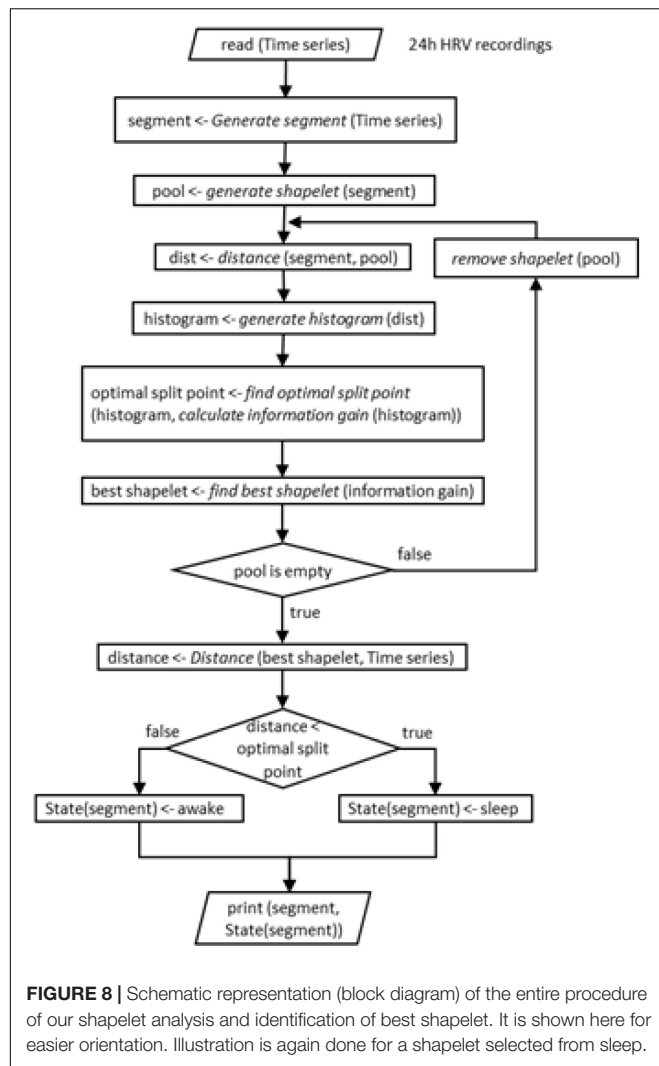 read (Time series)
24h HRV recordings
segment <- Generate segment (Time series)
pool <- generate shapelet (segment)
dist <- distance (segment, pool)
remove shapelet (pool)
histogram <- generate histogram (dist)
optimal split point <- find optimal split point
(histogram, calculate information gain (histogram))
best shapelet <- find best shapelet (information gain)
false
pool is empty
true
distance <- Distance (best shapelet, Time series)
false
distance <
true
optimal split
point
State(segment) <- awake
State(segment) <- sleep
print (segment,
State(segment))
FIGURE 8 | Schematic representation (block diagram) of the entire procedure
of our shapelet analysis and identification of best shapelet. It is shown here for
easier orientation. Illustration is again done for a shapelet selected from sleep.